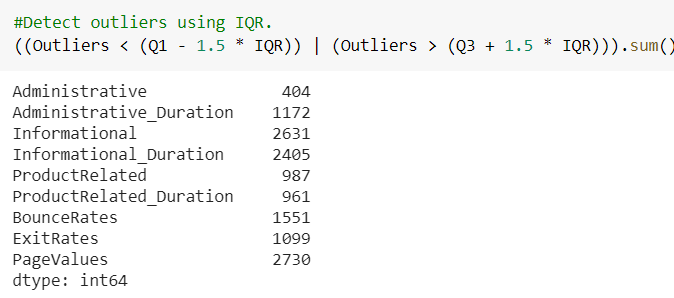 #Detect outliers using IQR.
((Outliers < (Q1 - 1.5 * IQR)) | (Outliers > (Q3 + 1.5 * IQR))).sum()
Administrative 404
Administrative_Duration 1172
Informational 2631
Informational_Duration 2405
ProductRelated 987
ProductRelated_Duration 961
BounceRates 1551
ExitRates 1099
PageValues 2730
dtype: int64